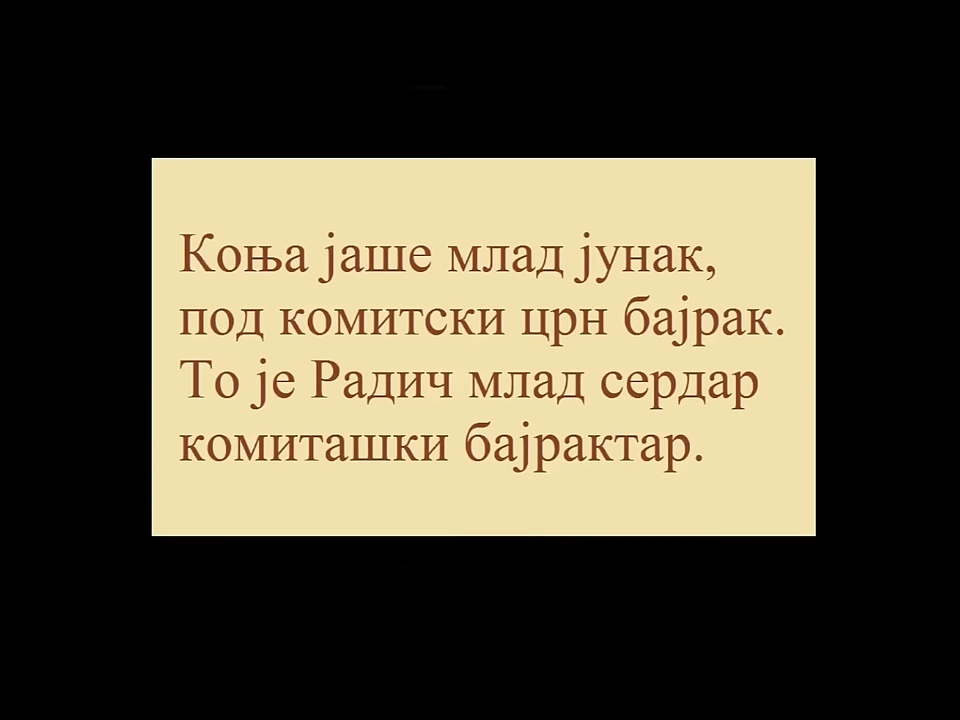 Коња јаше млад јунак,
под комитски црн бајрак.
То је Радич млад сердар
комиташки бајрактар.